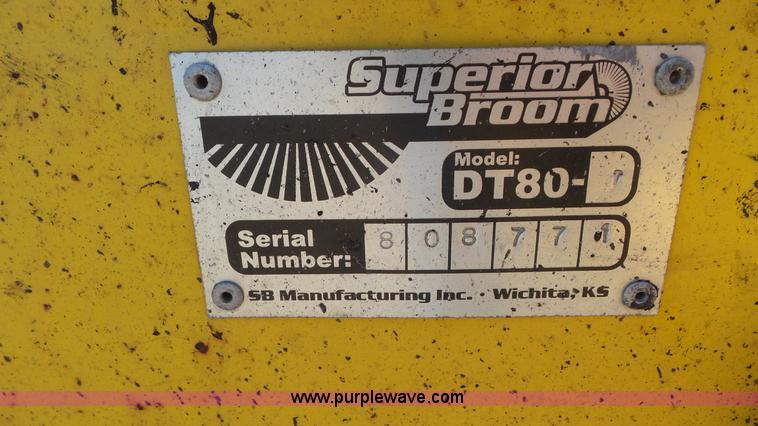 Superior
Broom
Model:
DT80-
Serial
Number: 808771
SB Manufacturing Inc. · Wichita, KS
www.purplewave.com